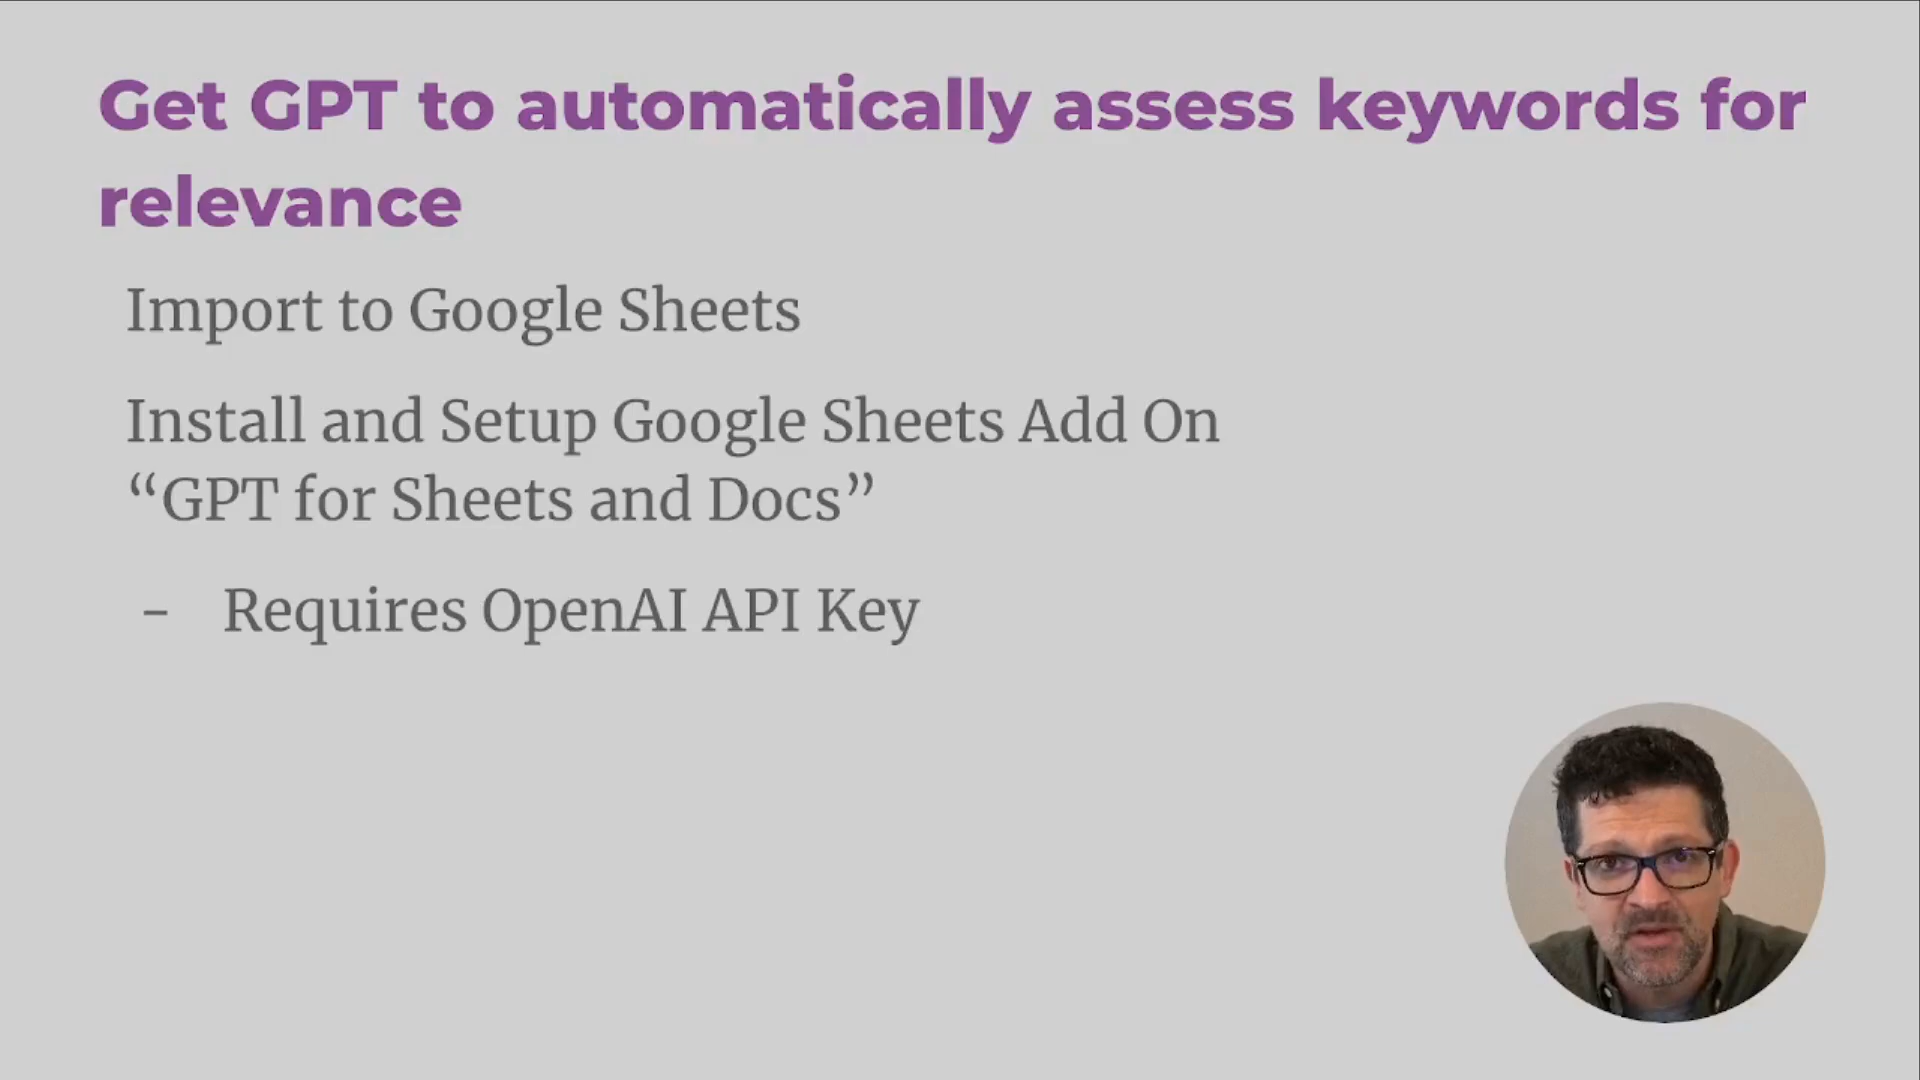 Get GPT to automatically assess keywords for
relevance
Import to Google Sheets
Install and Setup Google Sheets Add On
“GPT for Sheets and Docs”
- Requires OpenAI API Key